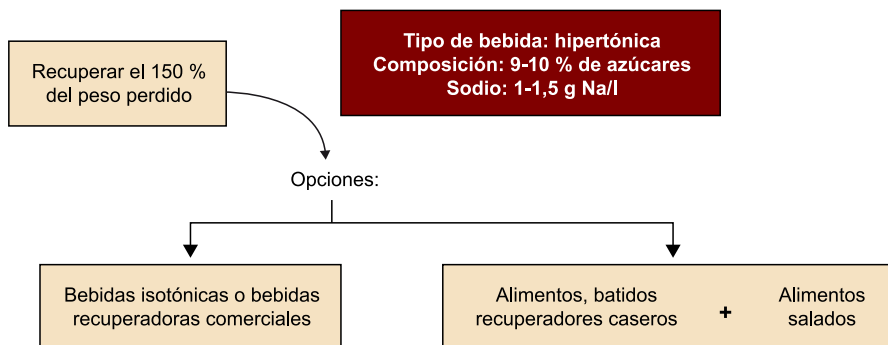 Recuperar el 150 %
del peso perdido
Tipo de bebida: hipertónica
Composición: 9-10 % de azúcares
Sodio: 1-1,5 g Na/l
Opciones:
Bebidas isotónicas o bebidas
recuperadoras comerciales
Alimentos, batidos
recuperadores caseros
+
Alimentos
salados